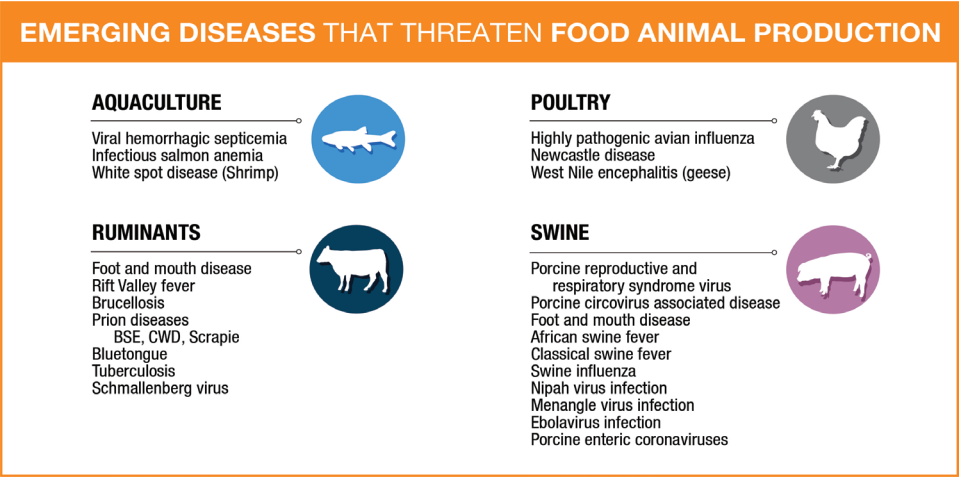 EMERGING DISEASES THAT THREATEN FOOD ANIMAL PRODUCTION
AQUACULTURE
Viral hemorrhagic septicemia
Infectious salmon anemia
White spot disease (Shrimp)
POULTRY
Highly pathogenic avian influenza
Newcastle disease
West Nile encephalitis (geese)
RUMINANTS
Foot and mouth disease
Rift Valley fever
Brucellosis
Prion diseases
BSE, CWD, Scrapie
Bluetongue
Tuberculosis
Schmallenberg virus
SWINE
Porcine reproductive and
respiratory syndrome virus
Porcine circovirus associated disease
Foot and mouth disease
African swine fever
Classical swine fever
Swine influenza
Nipah virus infection
Menangle virus infection
Ebolavirus infection
Porcine enteric coronaviruses